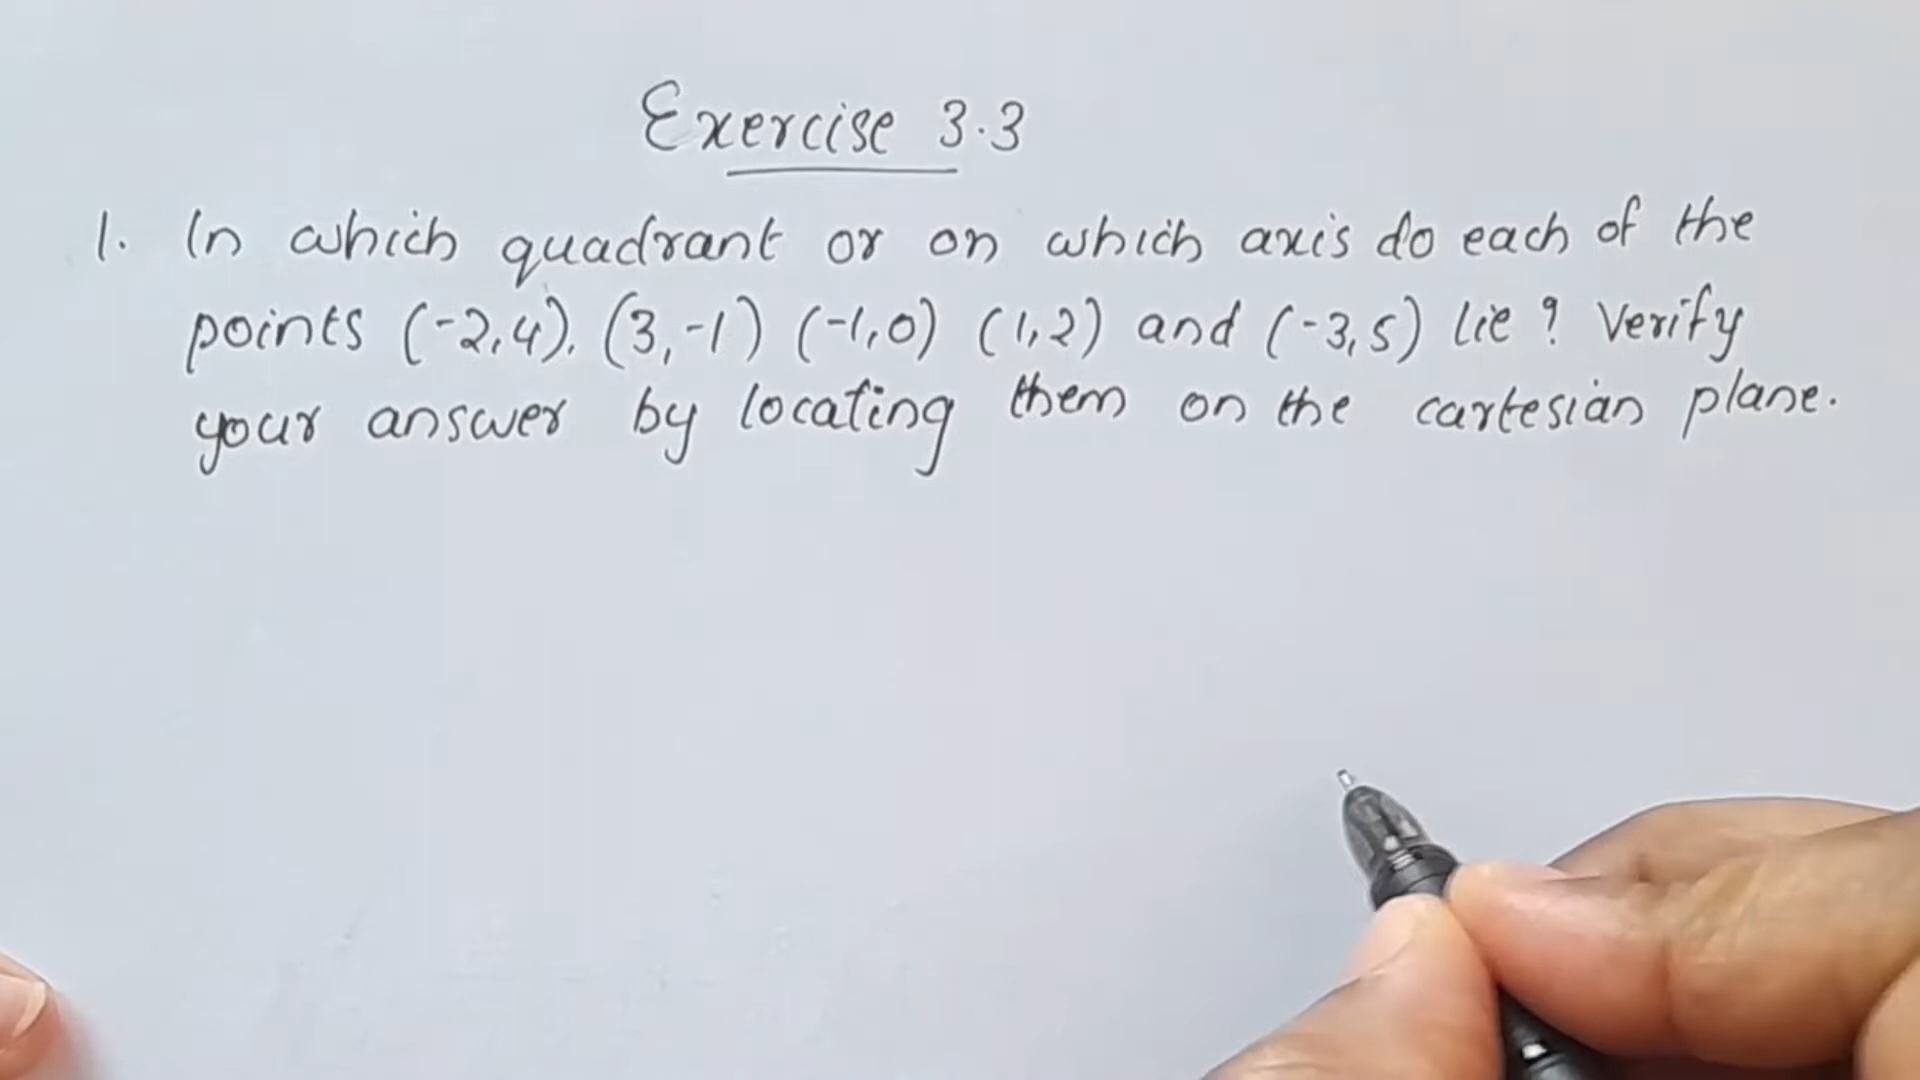 Exercise 3.3
1. In which quadrant or on which axis do each of the
points (-2,4), (3,-1) (-1,0) (1,2) and (-3,5) lie? Verify
your answer by locating them on the cartesian plane.